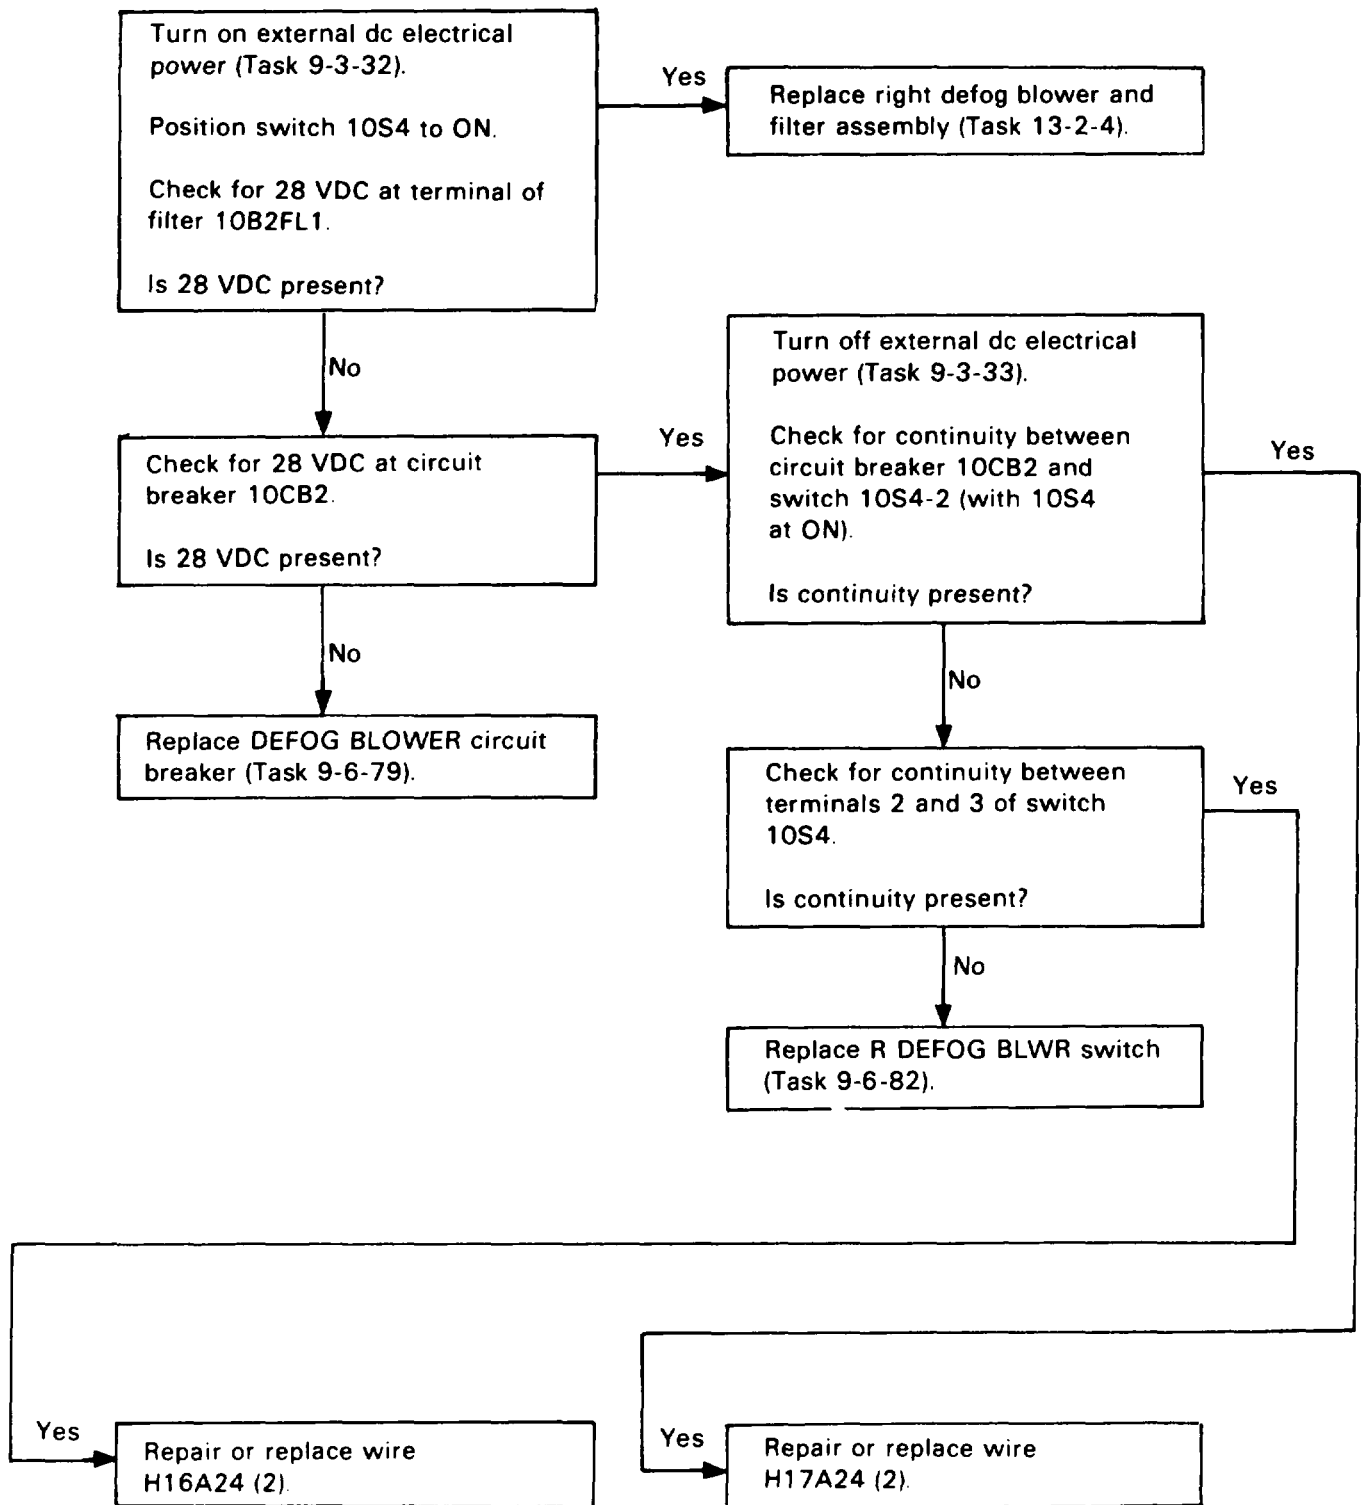 Turn on external dc electrical
power (Task 9-3-32).
Position switch 10S4 to ON.
Check for 28 VDC at terminal of
filter 10B2FL1.
Is 28 VDC present?
Yes
Replace right defog blower and
filter assembly (Task 13-2-4).
No
Check for 28 VDC at circuit
breaker 10CB2.
Is 28 VDC present?
Yes
Turn off external dc electrical
power (Task 9-3-33).
Check for continuity between
circuit breaker 10CB2 and
switch 10S4-2 (with 10S4
at ON).
Is continuity present?
Yes
No
Replace DEFOG BLOWER circuit
breaker (Task 9-6-79).
No
Check for continuity between
terminals 2 and 3 of switch
10S4.
Is continuity present?
Yes
No
Replace R DEFOG BLWR switch
(Task 9-6-82).
Yes
Repair or replace wire
H16A24 (2).
Yes
Repair or replace wire
H17A24 (2).